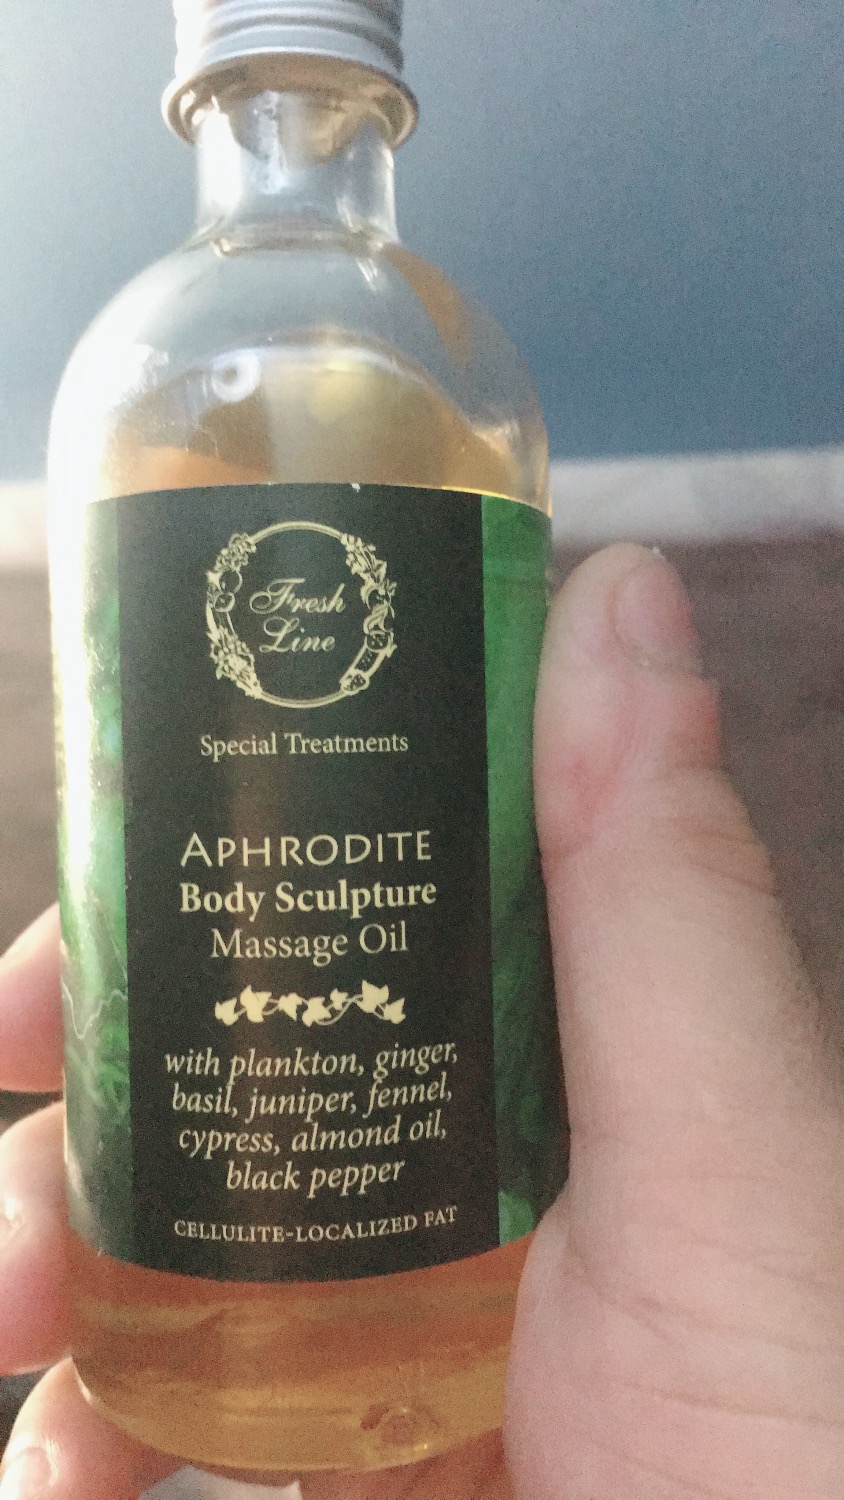 Fresh
Line
Special Treatments
APHRODITE
Body Sculpture
Massage Oil
with plankton, ginger,
basil, juniper, fennel,
cypress, almond oil,
black pepper
CELLULITE-LOCALIZED FAT